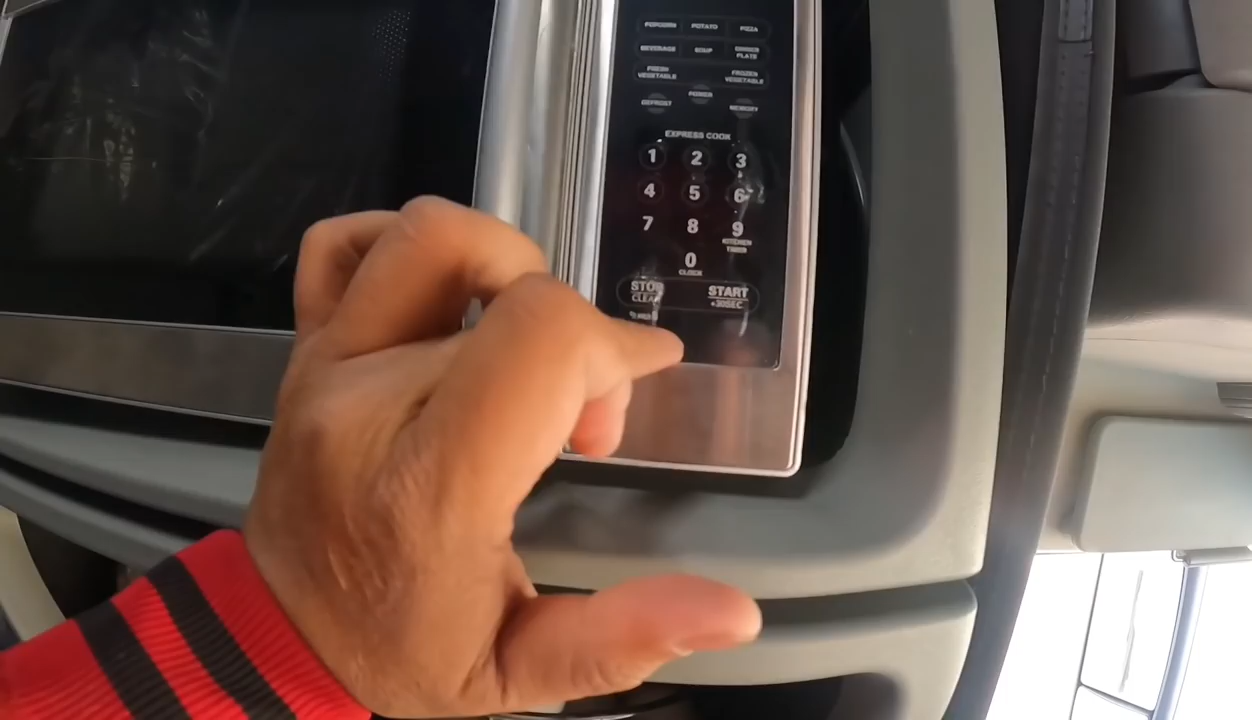 POPCORN POTATO PIZZA
BEVERAGE SOUP DINNER PLATE
FRESH VEGETABLE FROZEN VEGETABLE
DEFROST POWER MEMORY
EXPRESS COOK
1 2 3
4 5 6
7 8 9
KITCHEN TIMER
0
CLOCK
STOP CLEAR START +30SEC